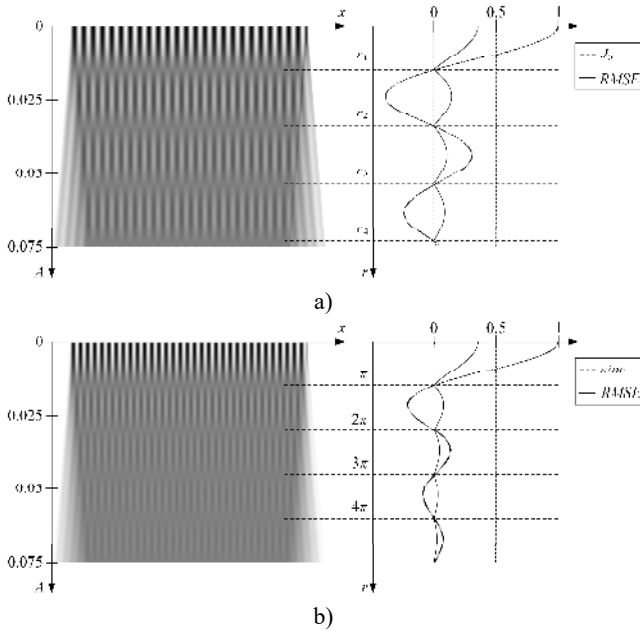 x 0 0.5 1
0
r₁
J₀
RMSE
0.025
r₂
0.05
r₃
r₄
0.075
A r
a)
x 0 0.5 1
0
π
sinc
RMSE
0.025
2π
3π
0.05
4π
0.075
A r
b)